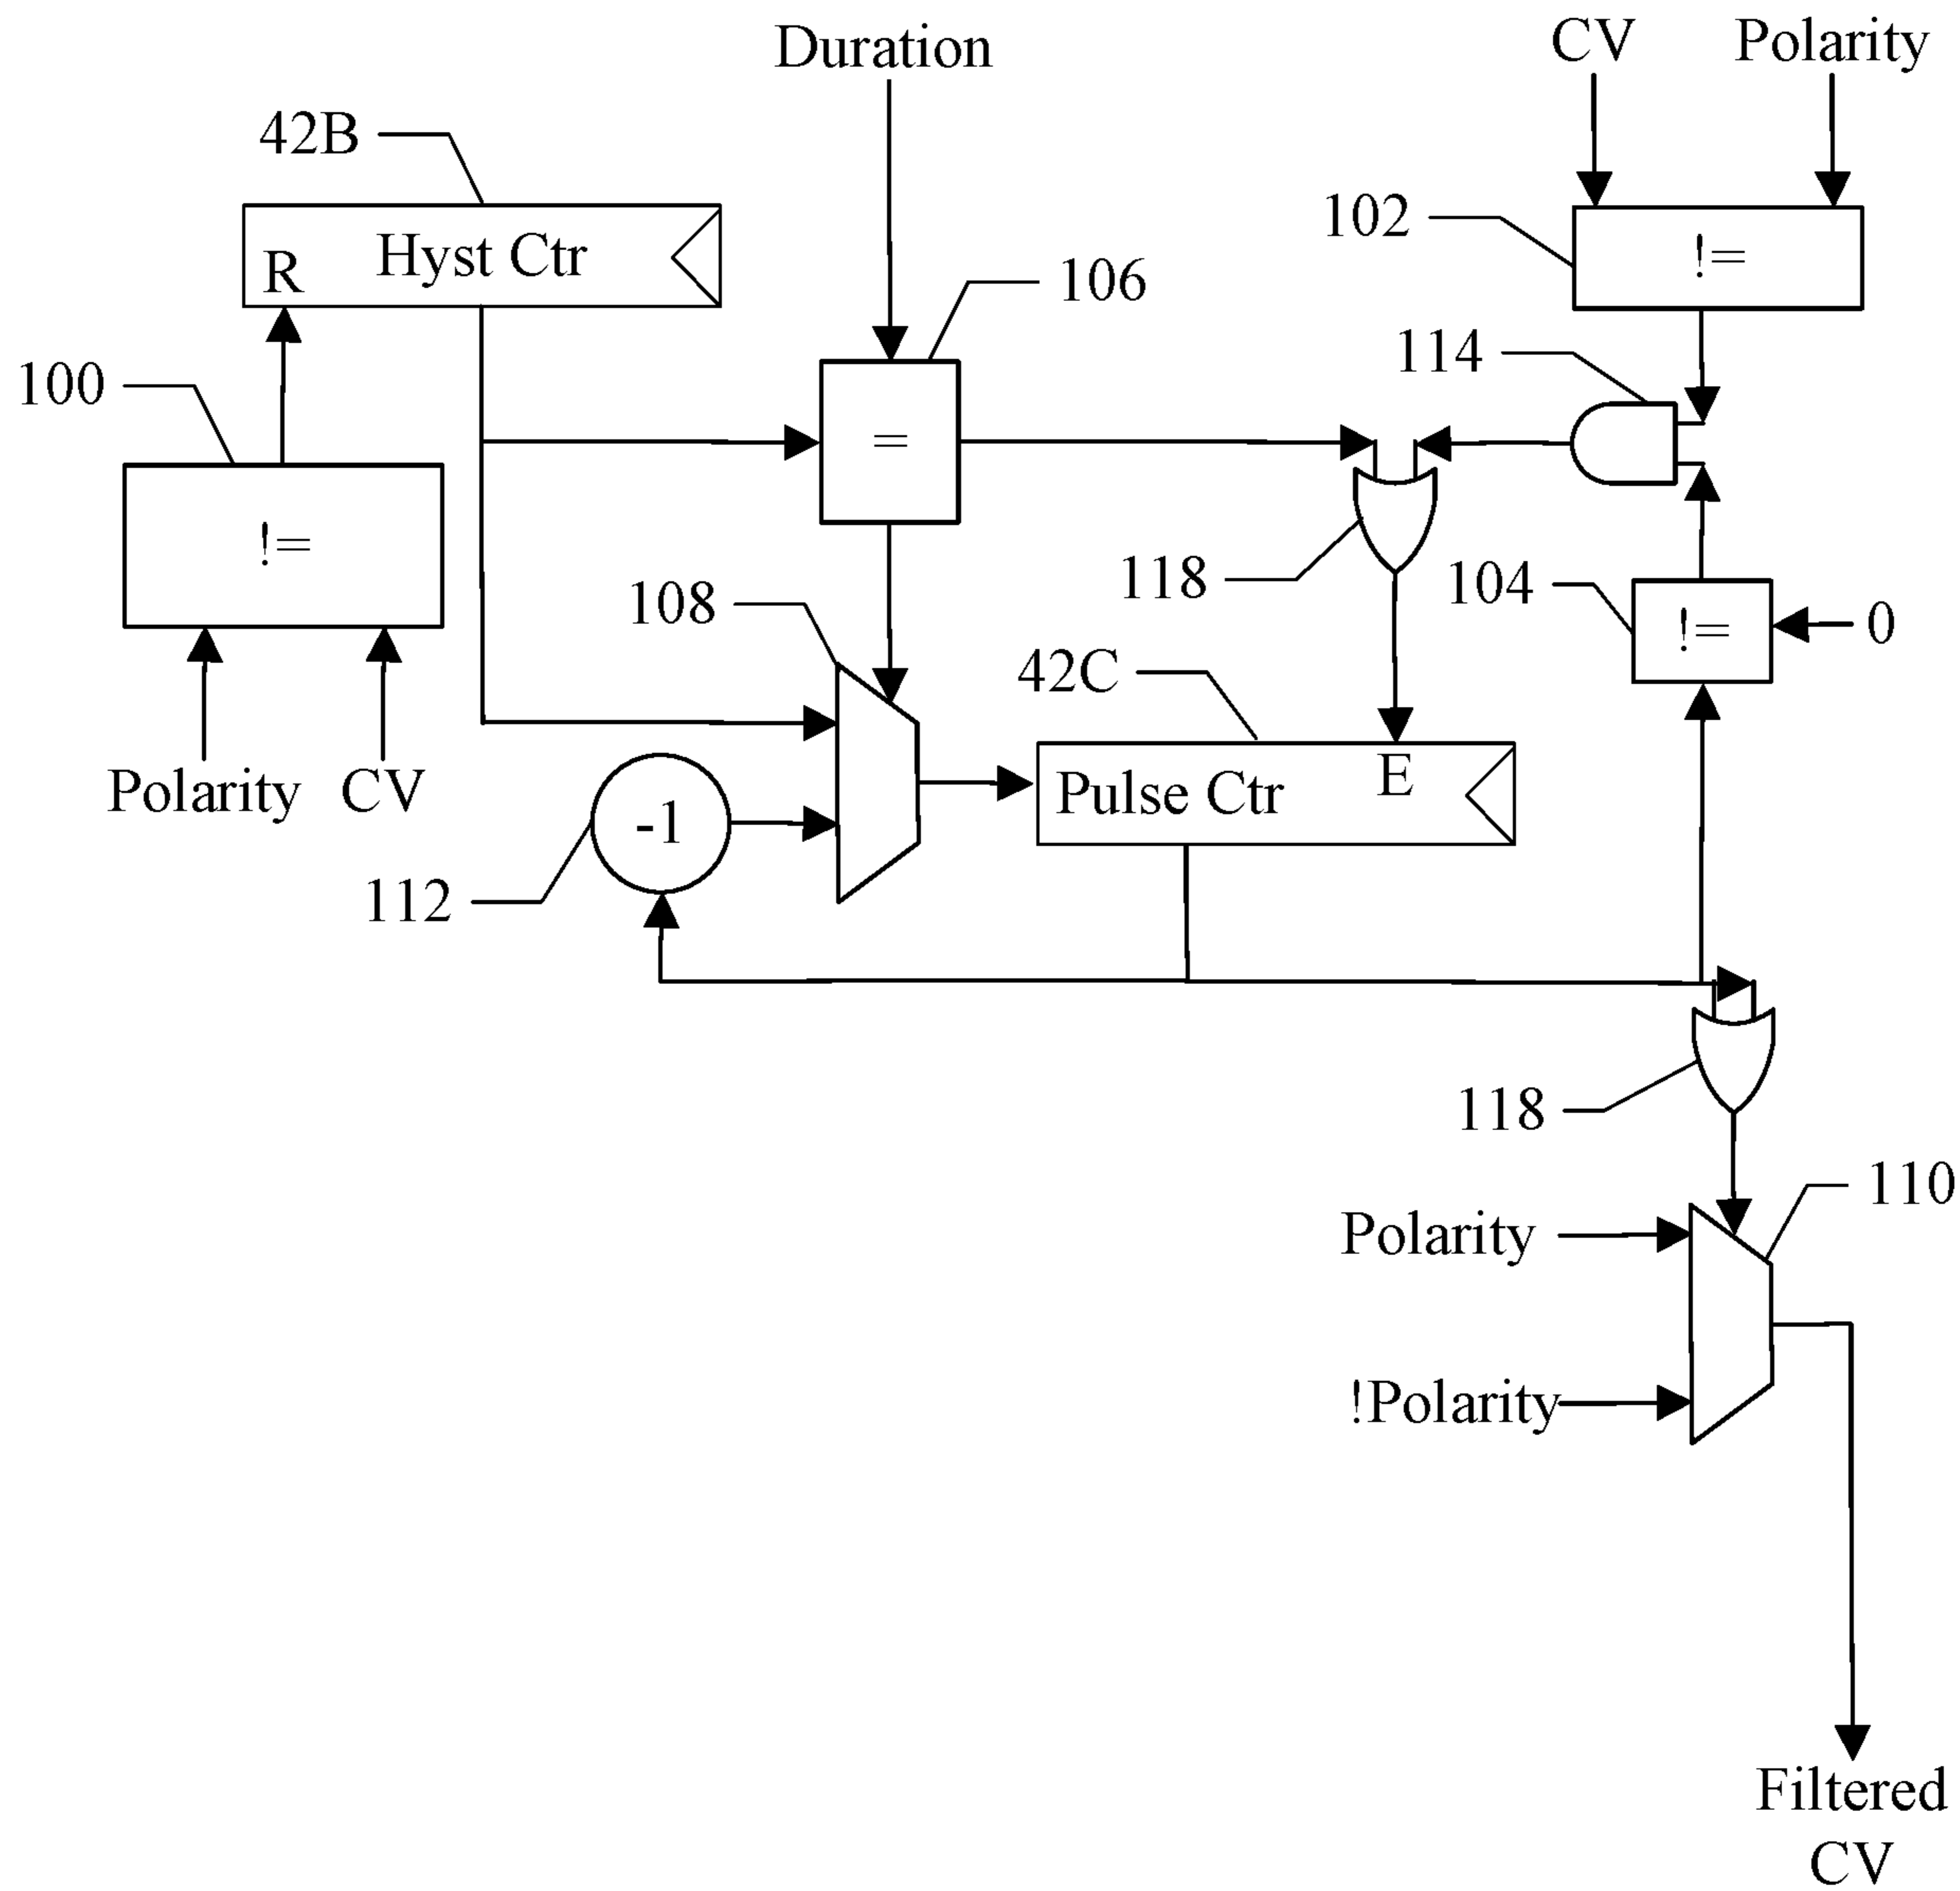 Duration
CV
Polarity
42B
Hyst Ctr
R
102
!=
106
114
100
=
!=
118
104
!=
0
108
42C
Polarity
CV
E
Pulse Ctr
-1
112
118
110
Polarity
!Polarity
Filtered
CV